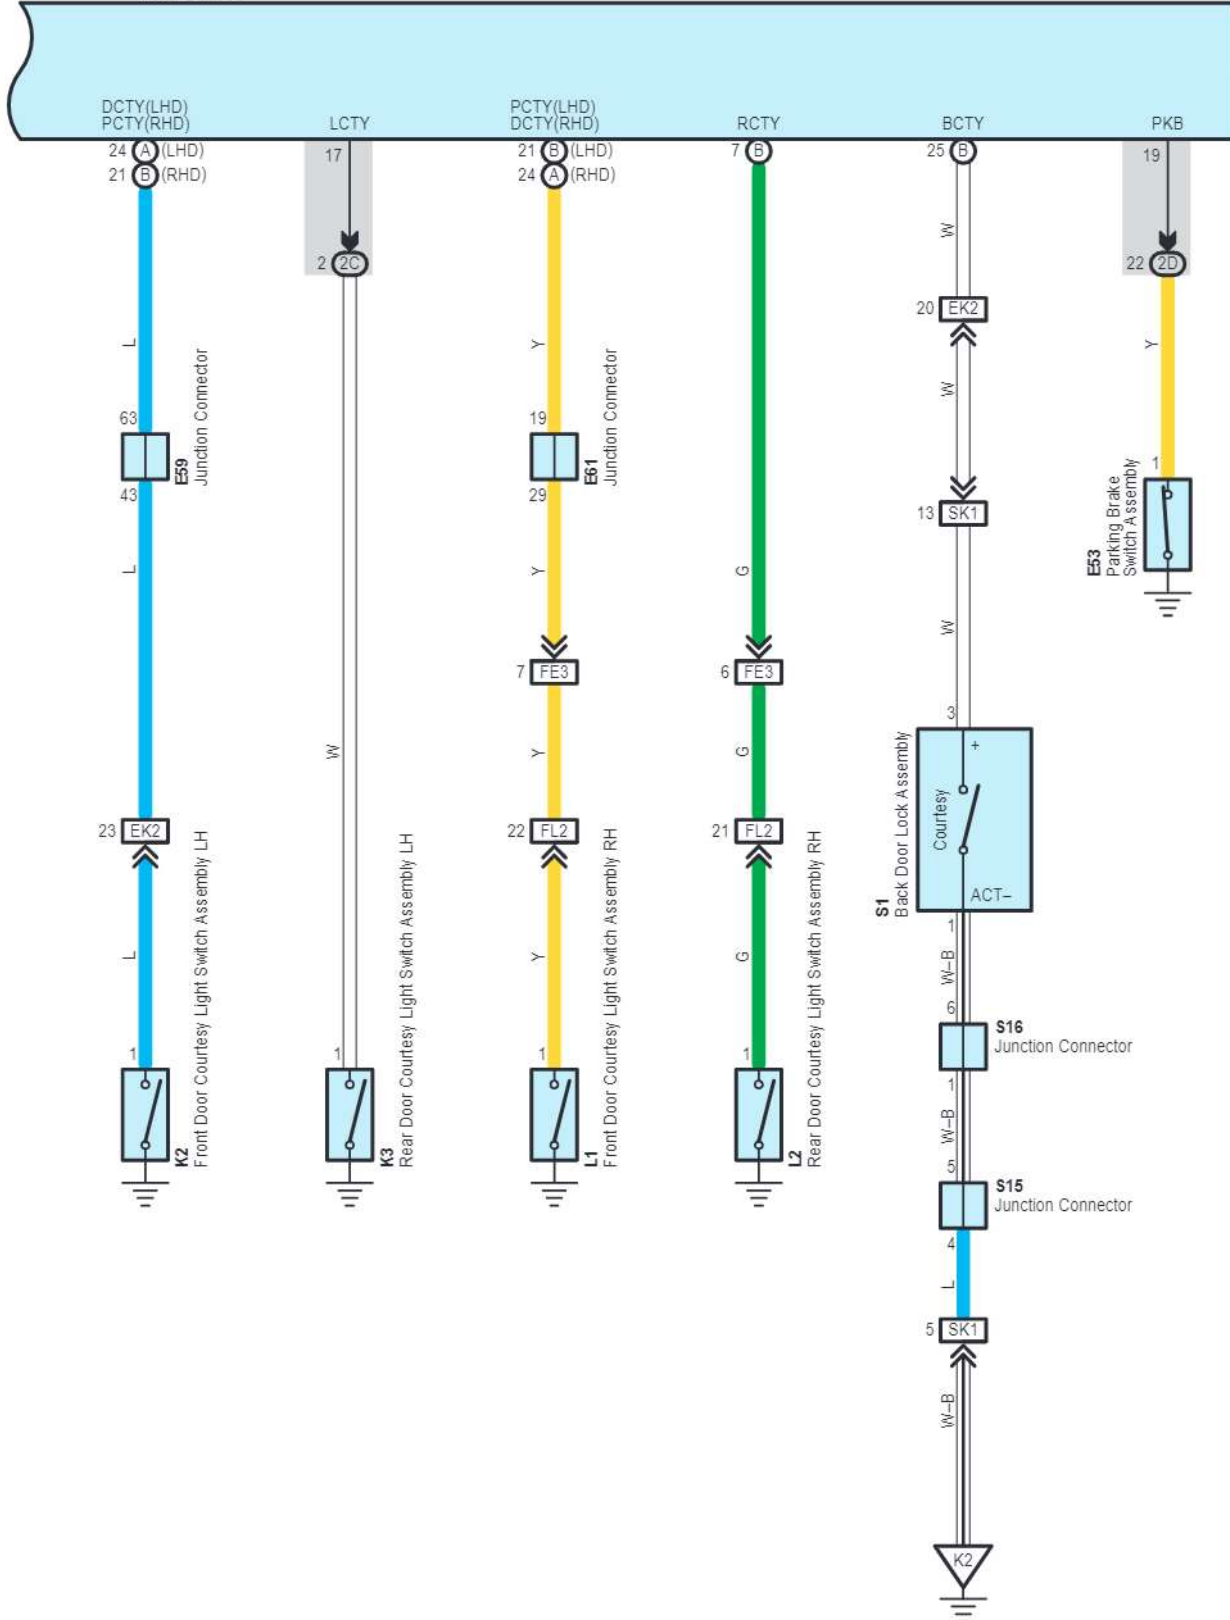 DCTY(LHD)
PCTY(RHD)
LCTY
PCTY(LHD)
DCTY(RHD)
RCTY
BCTY
PKB
24 A (LHD)
21 B (RHD)
17
21 B (LHD)
24 A (RHD)
7 B
25 B
19
2 2C
22 2D
W
20 EK2
L
Y
W
Y
63
E59
Junction Connector
43
19
E61
Junction Connector
29
13 SK1
1
E53
Parking Brake
Switch Assembly
L
Y
G
W
7 FE3
6 FE3
3
W
Y
G
S1
Back Door Lock Assembly
+
Courtesy
ACT–
23 EK2
22 FL2
21 FL2
1
L
Y
G
W–B
6
S16
Junction Connector
1
1
1
1
1
K2
Front Door Courtesy Light Switch Assembly LH
K3
Rear Door Courtesy Light Switch Assembly LH
L1
Front Door Courtesy Light Switch Assembly RH
L2
Rear Door Courtesy Light Switch Assembly RH
W–B
5
S15
Junction Connector
4
L
5 SK1
W–B
K2